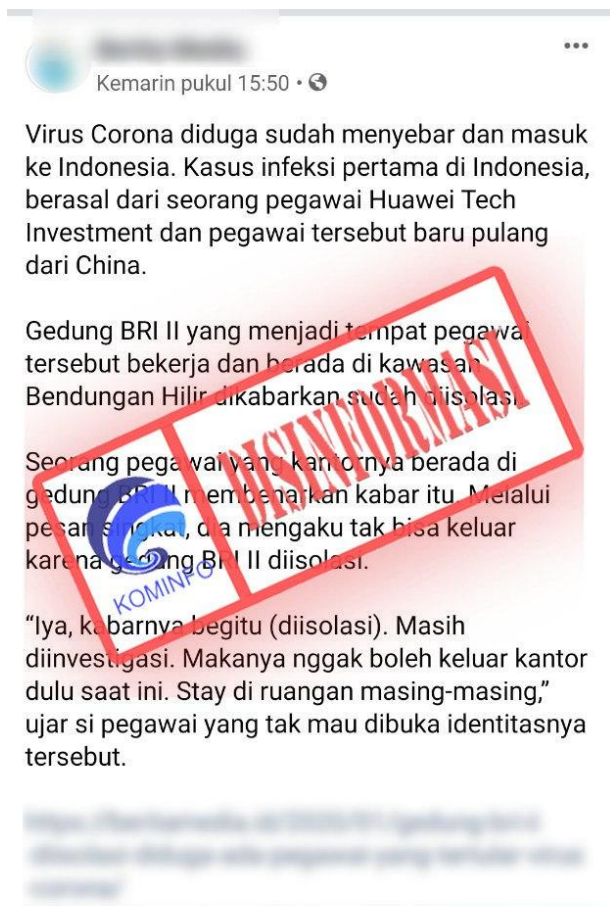 Kemarin pukul 15:50 •
Virus Corona diduga sudah menyebar dan masuk
ke Indonesia. Kasus infeksi pertama di Indonesia,
berasal dari seorang pegawai Huawei Tech
Investment dan pegawai tersebut baru pulang
dari China.
Gedung BRI II yang menjadi tempat pegawai
tersebut bekerja dan berada di kawasan
Bendungan Hilir dikabarkan sudah diisolasi.
Seorang pegawai yang kantornya berada di
gedung BRI II membenarkan kabar itu. Melalui
pesan singkat, dia mengaku tak bisa keluar
karena gedung BRI II diisolasi.
“Iya, kabarnya begitu (diisolasi). Masih
diinvestigasi. Makanya nggak boleh keluar kantor
dulu saat ini. Stay di ruangan masing-masing,”
ujar si pegawai yang tak mau dibuka identitasnya
tersebut.
KOMINFO
DISINFORMASI